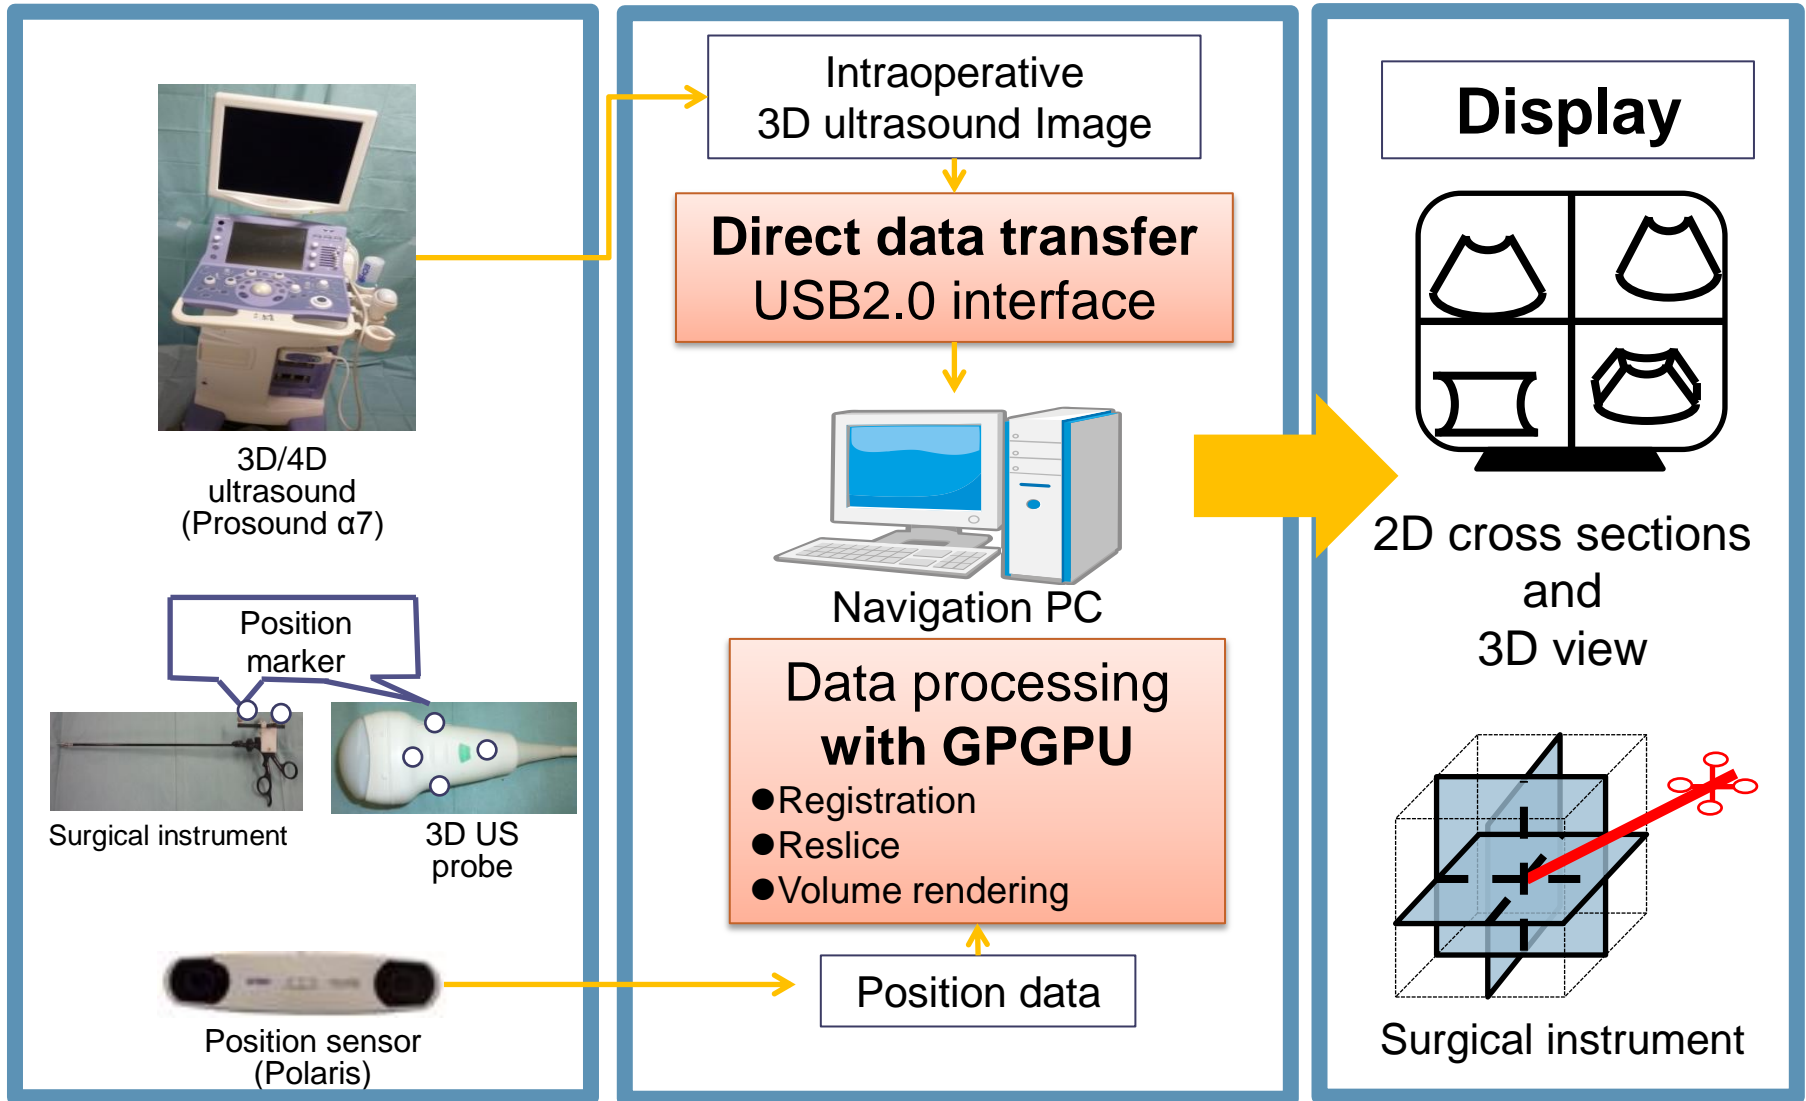 3D/4D
ultrasound
(Prosound α7)
Position
marker
Surgical instrument
3D US
probe
Position sensor
(Polaris)
Intraoperative
3D ultrasound Image
Direct data transfer
USB2.0 interface
Navigation PC
Data processing
with GPGPU
●Registration
●Reslice
●Volume rendering
Position data
Display
2D cross sections
and
3D view
Surgical instrument